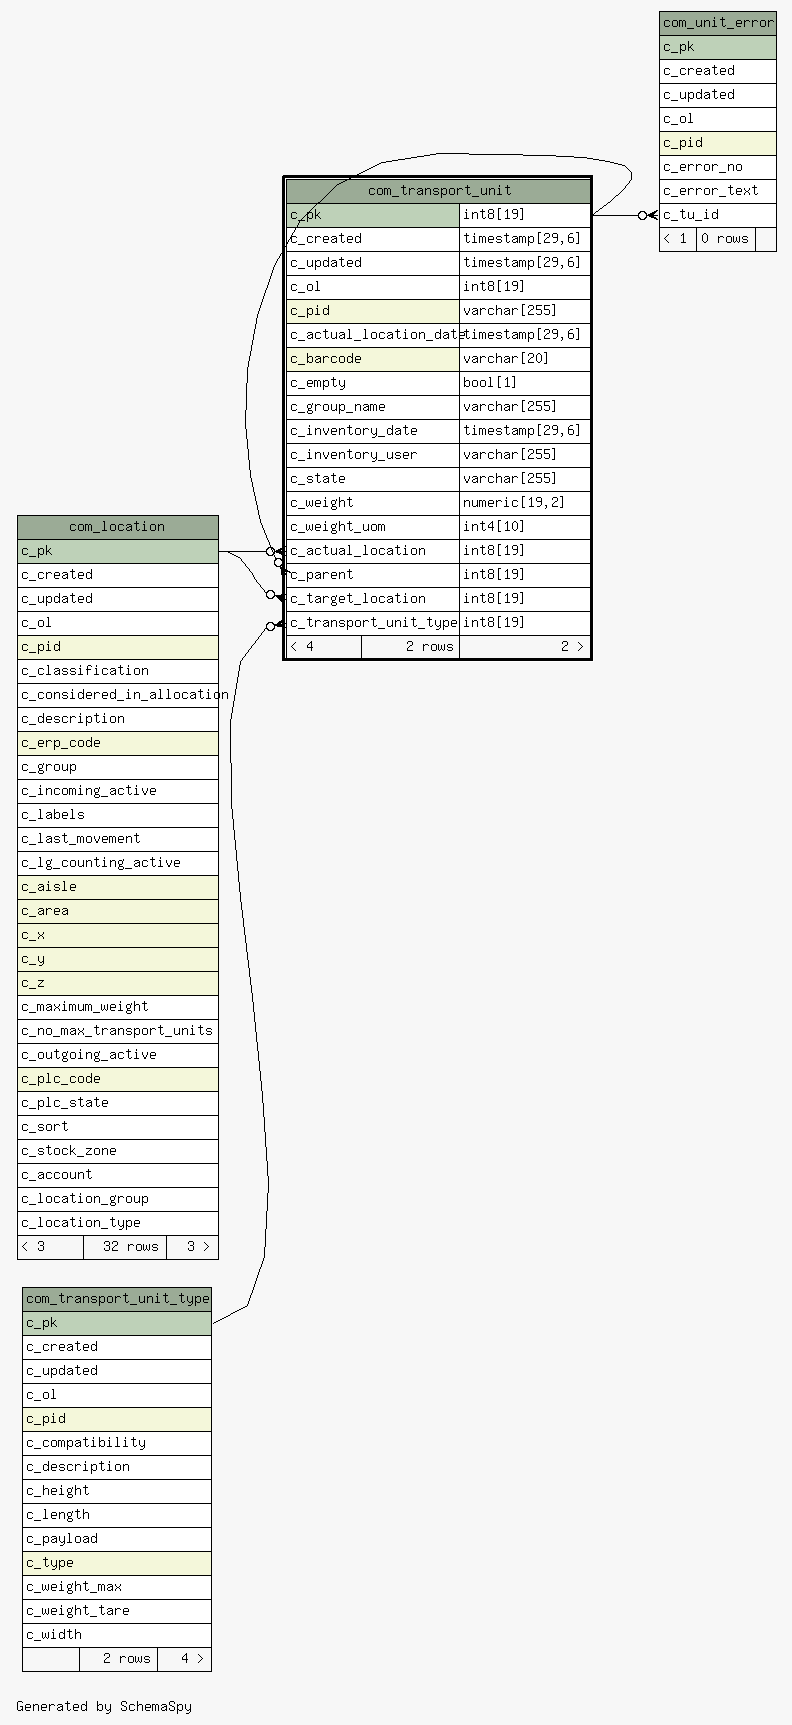 com_unit_error
c_pk
c_created
c_updated
c_ol
c_pid
c_error_no
c_error_text
c_tu_id
< 1 0 rows
com_transport_unit
c_pk int8[19]
c_created timestamp[29,6]
c_updated timestamp[29,6]
c_ol int8[19]
c_pid varchar[255]
c_actual_location_date timestamp[29,6]
c_barcode varchar[20]
c_empty bool[1]
c_group_name varchar[255]
c_inventory_date timestamp[29,6]
c_inventory_user varchar[255]
c_state varchar[255]
c_weight numeric[19,2]
c_weight_uom int4[10]
c_actual_location int8[19]
c_parent int8[19]
c_target_location int8[19]
c_transport_unit_type int8[19]
< 4 2 rows 2 >
com_location
c_pk
c_created
c_updated
c_ol
c_pid
c_classification
c_considered_in_allocation
c_description
c_erp_code
c_group
c_incoming_active
c_labels
c_last_movement
c_lg_counting_active
c_aisle
c_area
c_x
c_y
c_z
c_maximum_weight
c_no_max_transport_units
c_outgoing_active
c_plc_code
c_plc_state
c_sort
c_stock_zone
c_account
c_location_group
c_location_type
< 3 32 rows 3 >
com_transport_unit_type
c_pk
c_created
c_updated
c_ol
c_pid
c_compatibility
c_description
c_height
c_length
c_payload
c_type
c_weight_max
c_weight_tare
c_width
2 rows 4 >
Generated by SchemaSpy